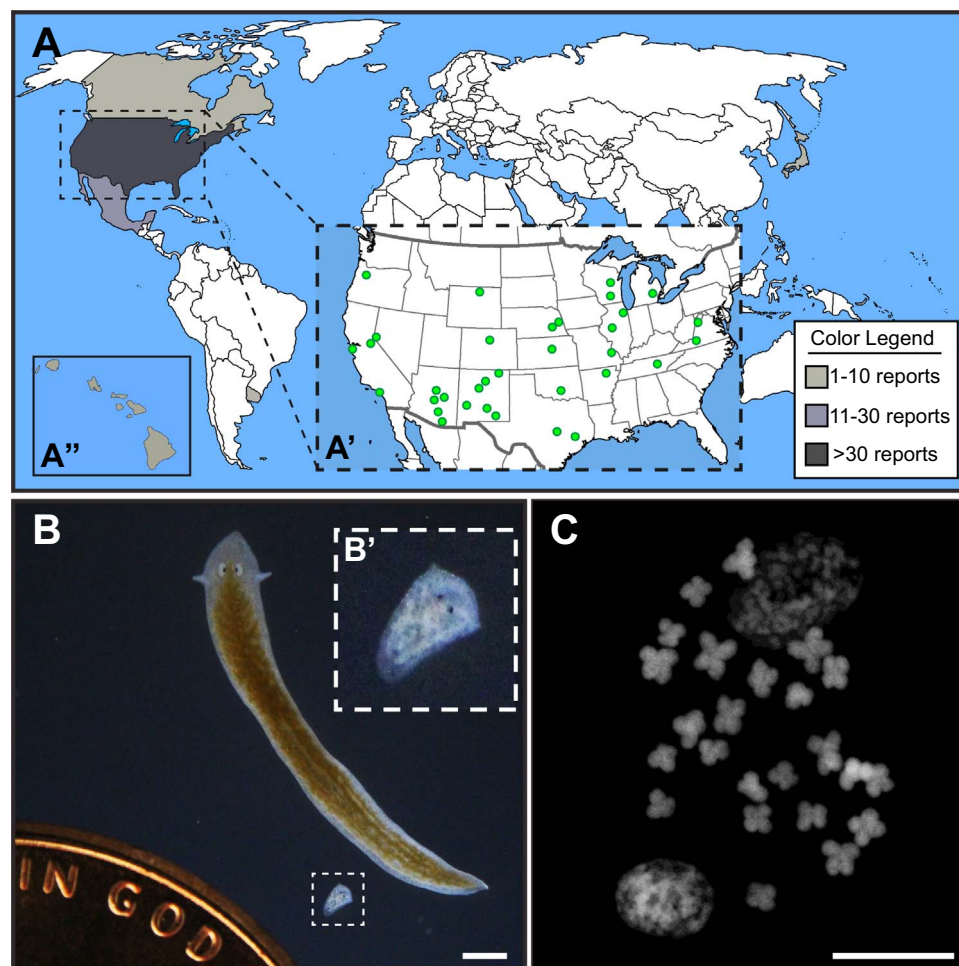 A
A’
A”
Color Legend
1-10 reports
11-30 reports
>30 reports
B
B’
IN GOD
C